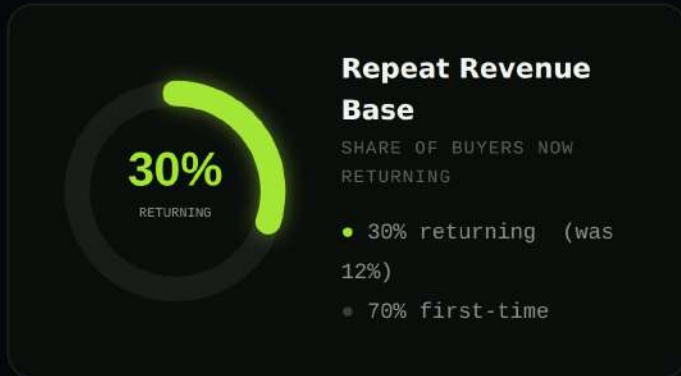 30%
RETURNING
Repeat Revenue
Base
SHARE OF BUYERS NOW
RETURNING
30% returning (was
12%)
70% first-time